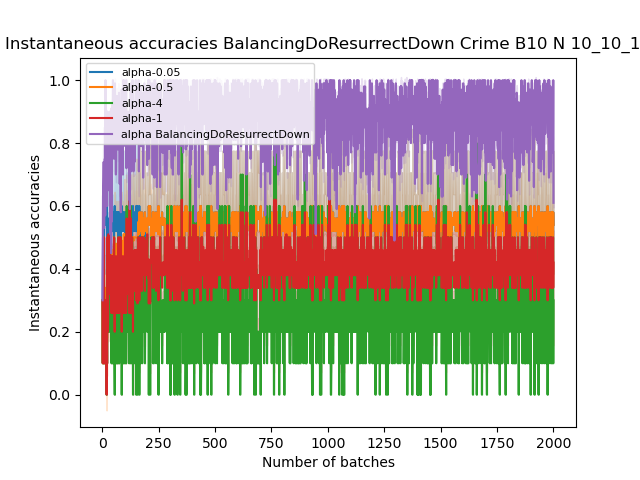 Instantaneous accuracies BalancingDoResurrectDown Crime B10 N 10_10_1
alpha-0.05
alpha-0.5
alpha-4
alpha-1
alpha BalancingDoResurrectDown
1.0
0.8
0.6
0.4
0.2
0.0
Instantaneous accuracies
0
250
500
750
1000
1250
1500
1750
2000
Number of batches